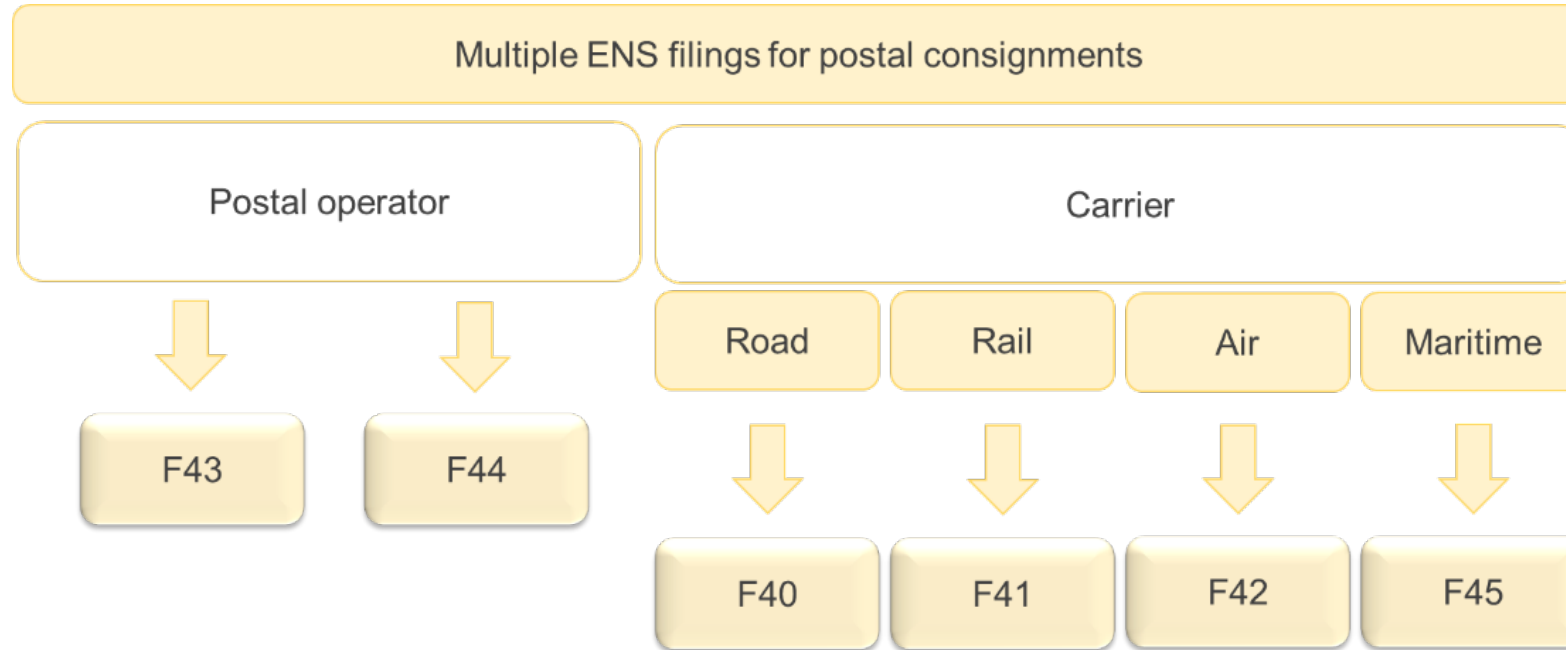 Multiple ENS filings for postal consignments
Postal operator
Carrier
Road
Rail
Air
Maritime
F43
F44
F40
F41
F42
F45